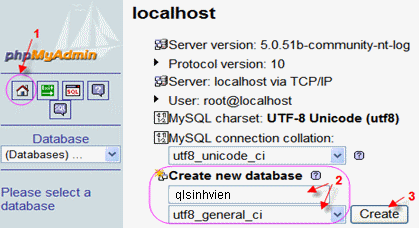 localhost
1
phpMyAdmin
SQL
Database
(Databases) ...
Please select a
database
Server version: 5.0.51b-community-nt-log
Protocol version: 10
Server: localhost via TCP/IP
User: root@localhost
MySQL charset: UTF-8 Unicode (utf8)
MySQL connection collation:
utf8_unicode_ci
Create new database
qlsinhvien
2
utf8_general_ci
3
Create